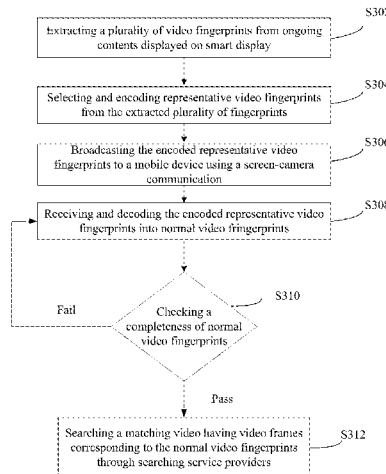 S302
Extracting a plurality of video fingerprints from ongoing
contents displayed on smart display
S304
Selecting and encoding representative video fingerprints
from the extracted plurality of fingerprints
S306
Broadcasting the encoded representative video
fingerprints to a mobile device using a screen-camera
communication
S308
Receiving and decoding the encoded representative video
fingerprints into normal video fringerprints
S310
Fail
Checking a
completeness of normal
video fingerprints
Pass
S312
Searching a matching video having video frames
corresponding to the normal video fingerprints
through searching service providers